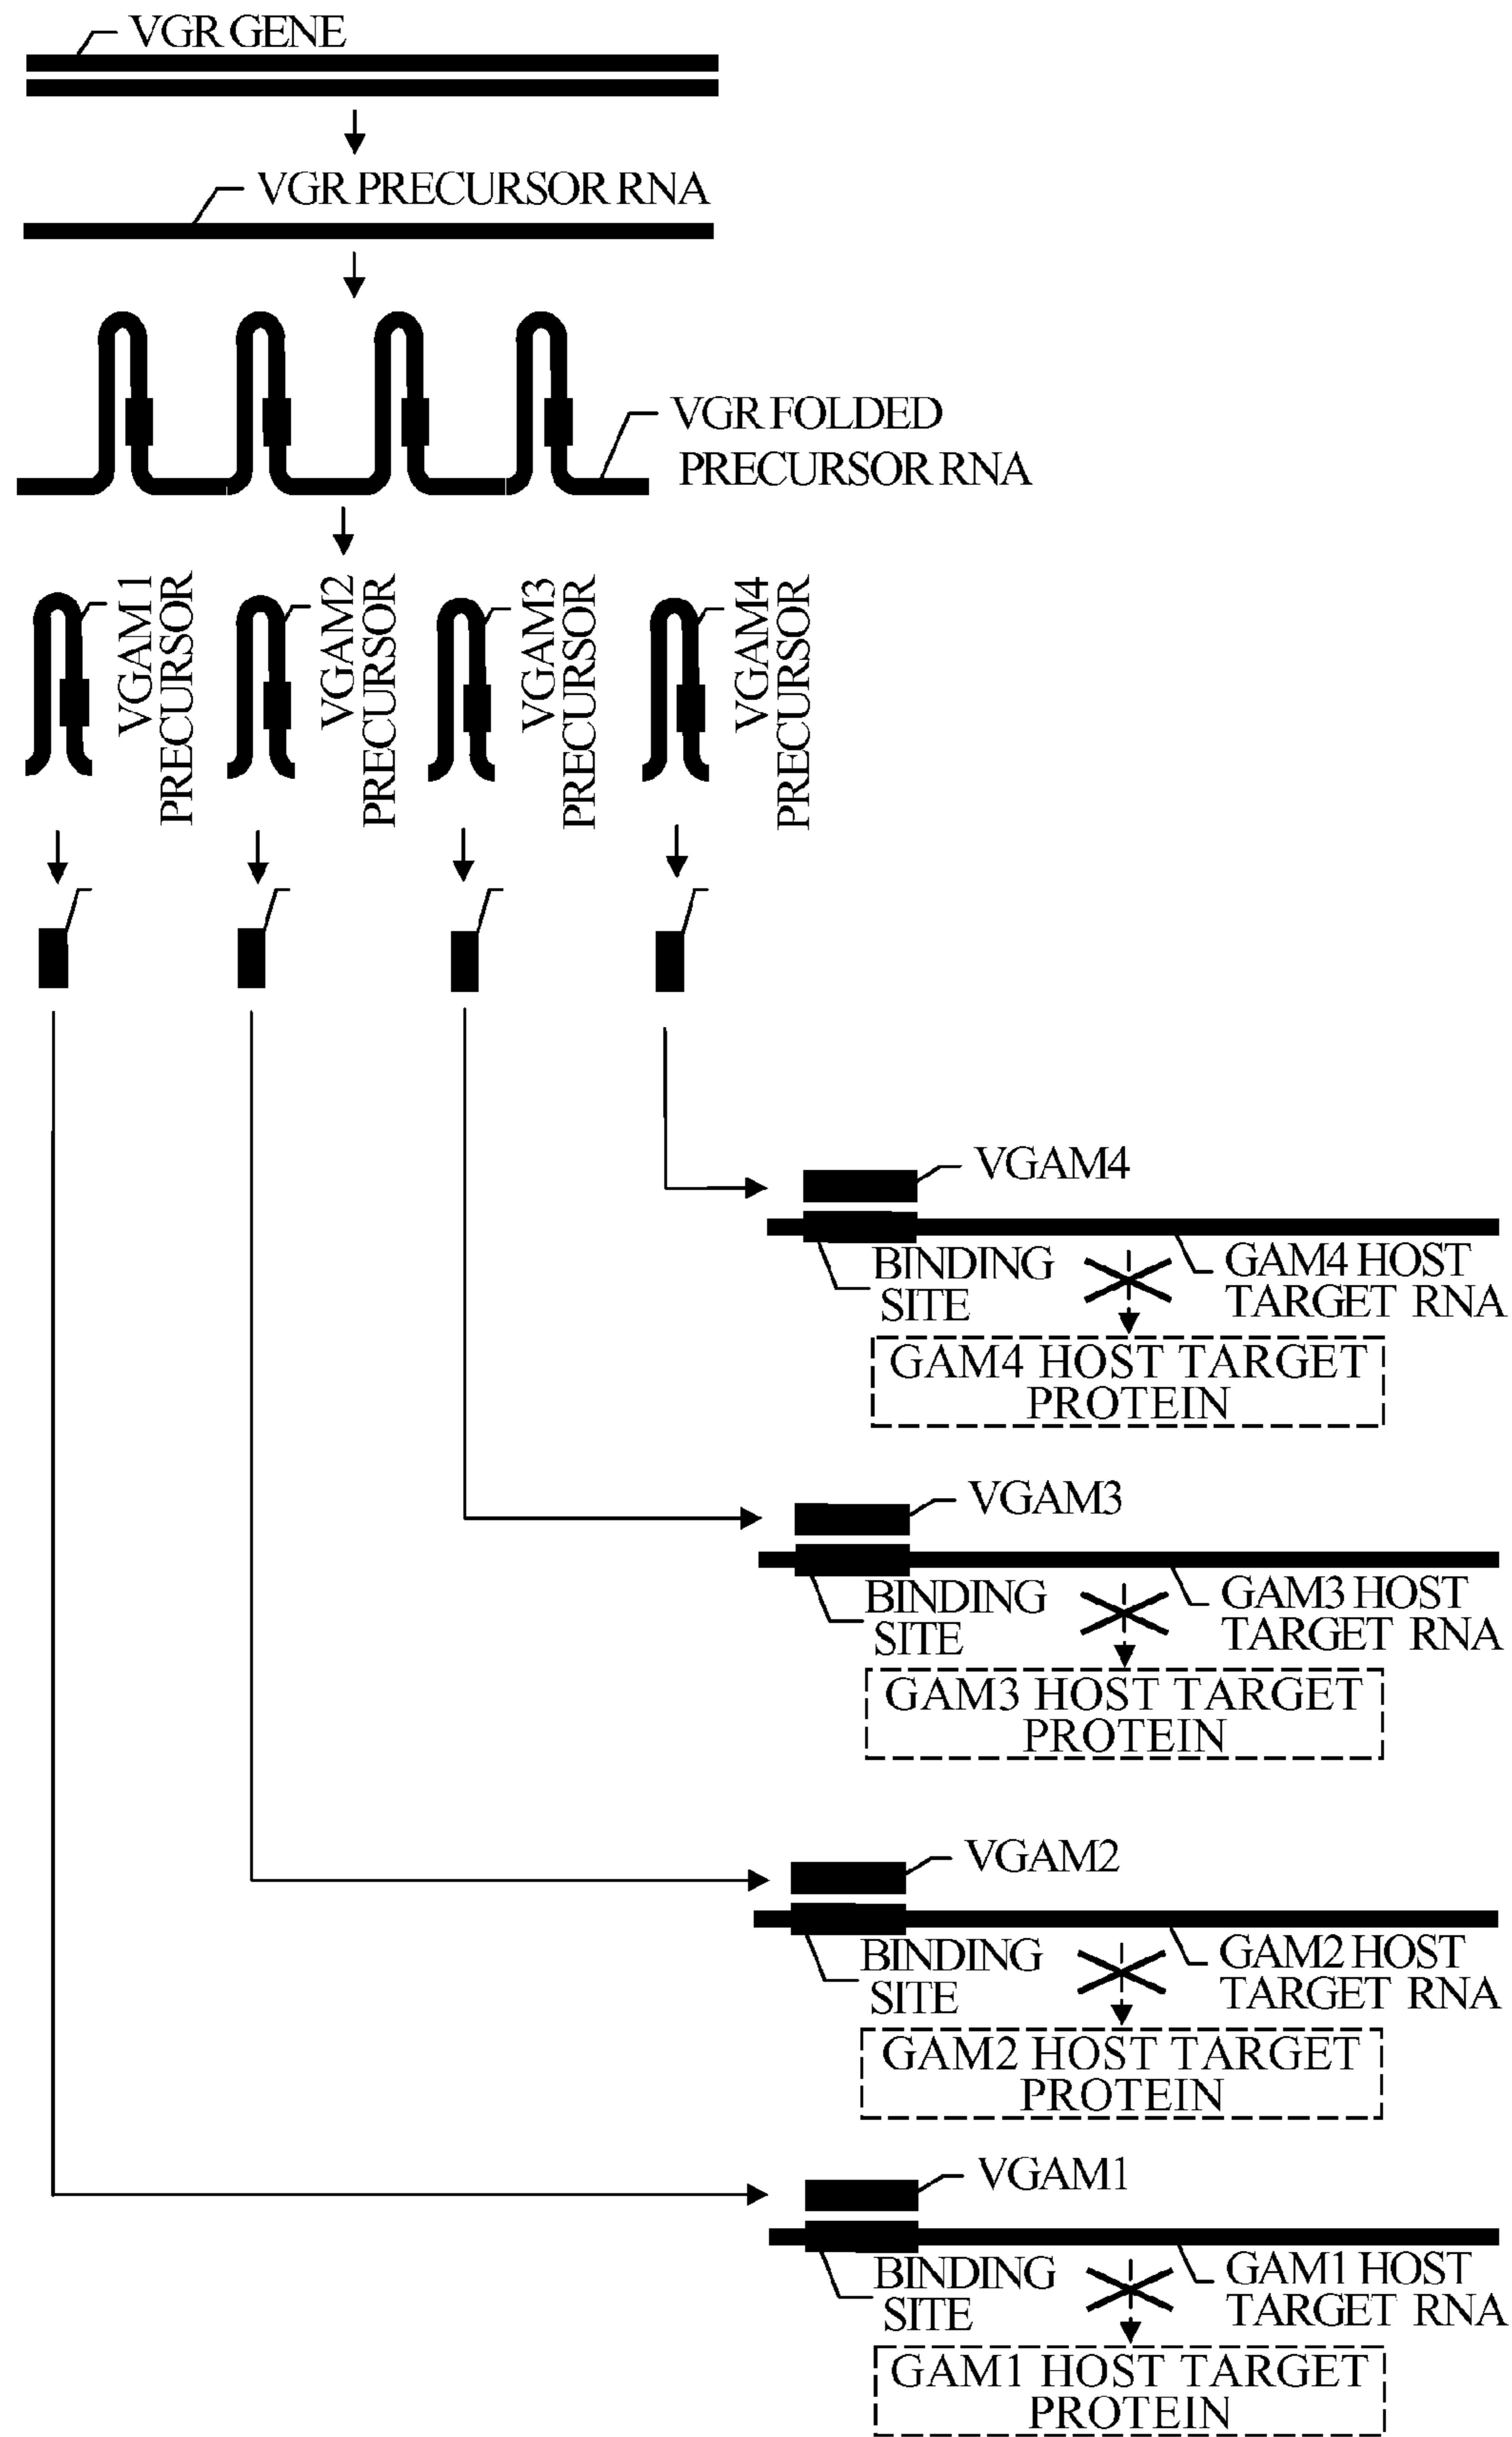 VGR GENE
VGR PRECURSOR RNA
VGR FOLDED
PRECURSOR RNA
VGAM1
PRECURSOR
VGAM2
PRECURSOR
VGAM3
PRECURSOR
VGAM4
PRECURSOR
VGAM4
BINDING
SITE
GAM4 HOST
TARGET RNA
GAM4 HOST TARGET
PROTEIN
VGAM3
BINDING
SITE
GAM3 HOST
TARGET RNA
GAM3 HOST TARGET
PROTEIN
VGAM2
BINDING
SITE
GAM2 HOST
TARGET RNA
GAM2 HOST TARGET
PROTEIN
VGAM1
BINDING
SITE
GAM1 HOST
TARGET RNA
GAM1 HOST TARGET
PROTEIN